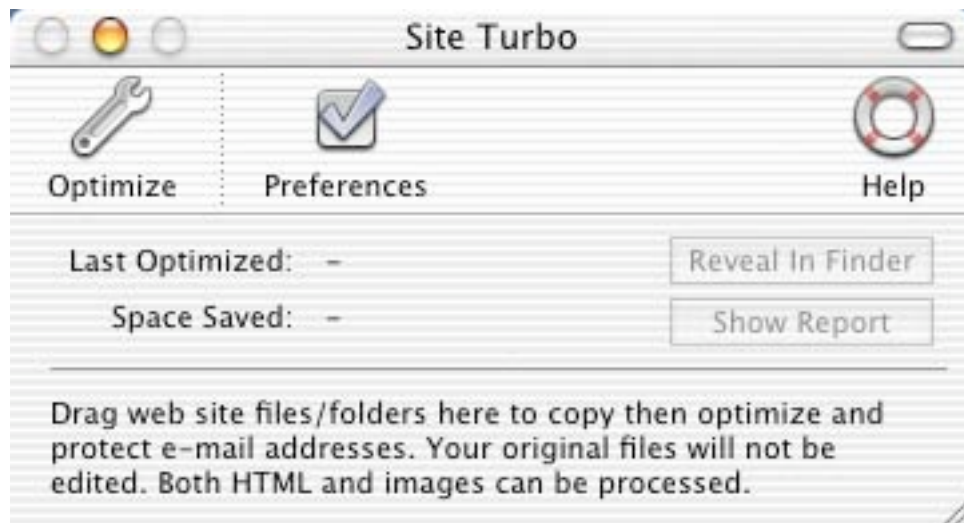 Site Turbo
Optimize
Preferences
Help
Last Optimized: –
Reveal In Finder
Space Saved: –
Show Report
Drag web site files/folders here to copy then optimize and
protect e-mail addresses. Your original files will not be
edited. Both HTML and images can be processed.